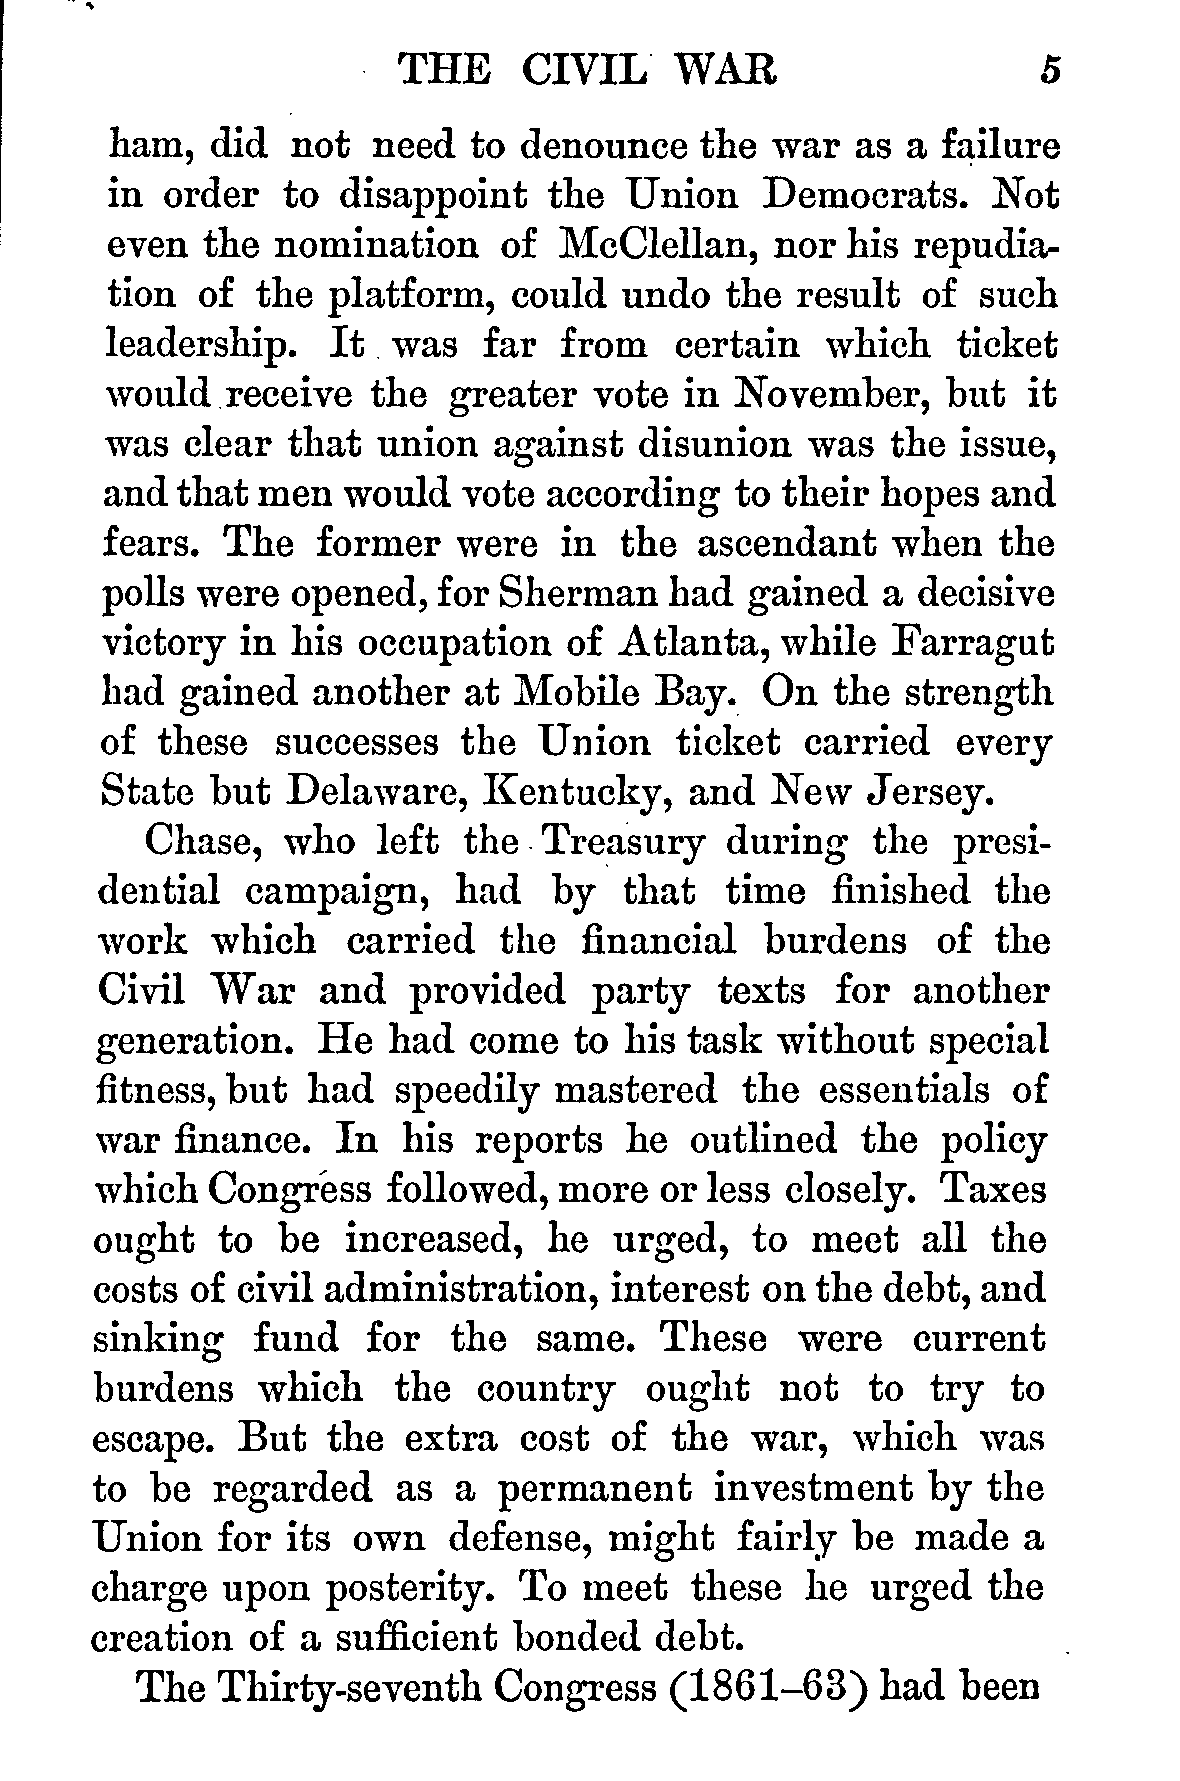 THE CIVIL WAR 5
ham, did not need to denounce the war as a failure
in order to disappoint the Union Democrats. Not
even the nomination of McClellan, nor his repudia-
tion of the platform, could undo the result of such
leadership. It was far from certain which ticket
would receive the greater vote in November, but it
was clear that union against disunion was the issue,
and that men would vote according to their hopes and
fears. The former were in the ascendant when the
polls were opened, for Sherman had gained a decisive
victory in his occupation of Atlanta, while Farragut
had gained another at Mobile Bay. On the strength
of these successes the Union ticket carried every
State but Delaware, Kentucky, and New Jersey.
Chase, who left the Treasury during the presi-
dential campaign, had by that time finished the
work which carried the financial burdens of the
Civil War and provided party texts for another
generation. He had come to his task without special
fitness, but had speedily mastered the essentials of
war finance. In his reports he outlined the policy
which Congress followed, more or less closely. Taxes
ought to be increased, he urged, to meet all the
costs of civil administration, interest on the debt, and
sinking fund for the same. These were current
burdens which the country ought not to try to
escape. But the extra cost of the war, which was
to be regarded as a permanent investment by the
Union for its own defense, might fairly be made a
charge upon posterity. To meet these he urged the
creation of a sufficient bonded debt.
The Thirty-seventh Congress (1861–63) had been